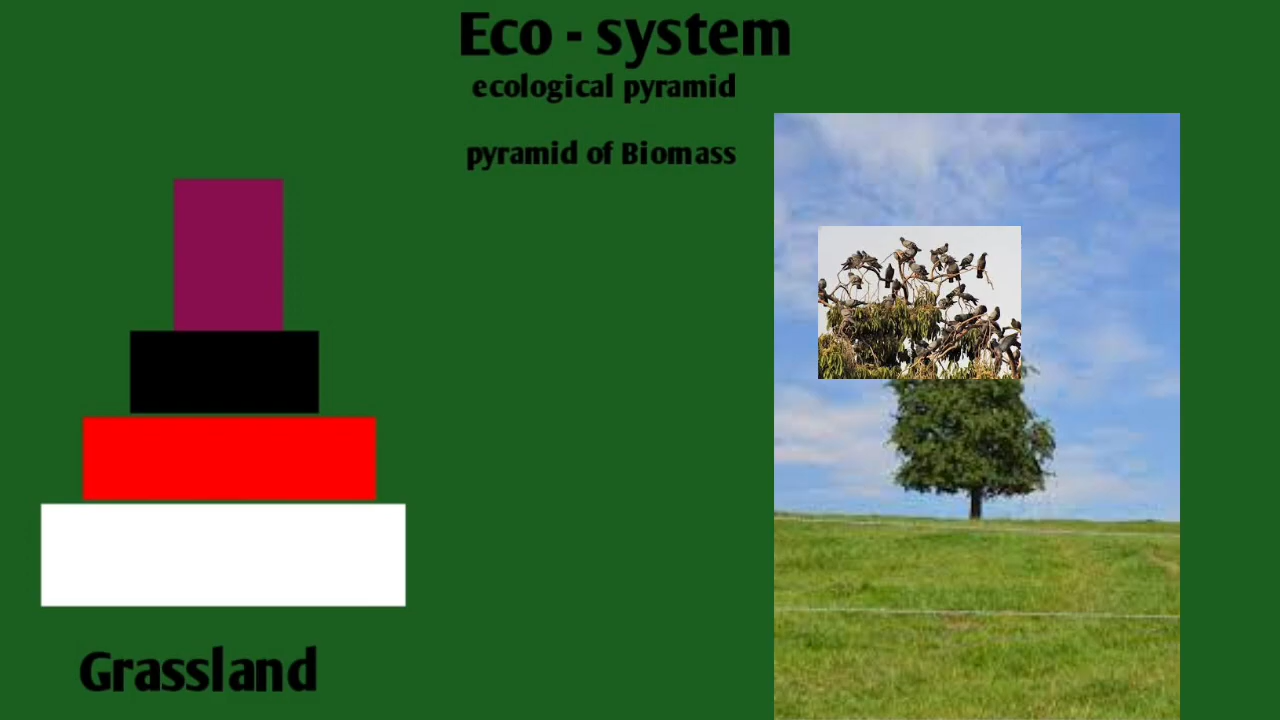 Eco - system
ecological pyramid
pyramid of Biomass
Grassland